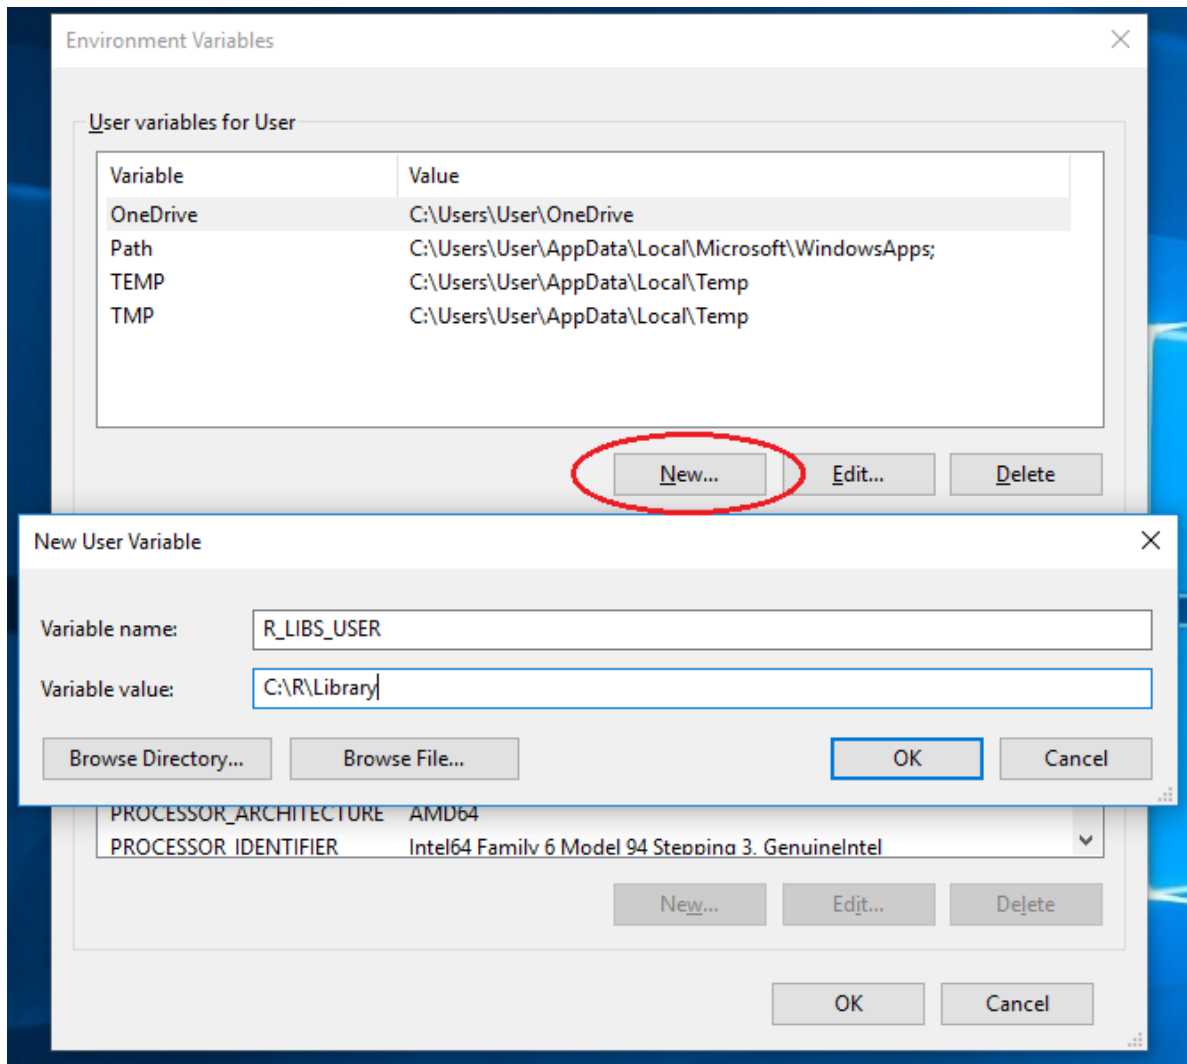 Environment Variables
User variables for User
Variable Value
OneDrive C:\Users\User\OneDrive
Path C:\Users\User\AppData\Local\Microsoft\WindowsApps;
TEMP C:\Users\User\AppData\Local\Temp
TMP C:\Users\User\AppData\Local\Temp
New... Edit... Delete
New User Variable
Variable name: R_LIBS_USER
Variable value: C:\R\Library
Browse Directory... Browse File... OK Cancel
PROCESSOR_ARCHITECTURE AMD64
PROCESSOR_IDENTIFIER Intel64 Family 6 Model 94 Stepping 3, GenuineIntel
New... Edit... Delete
OK Cancel